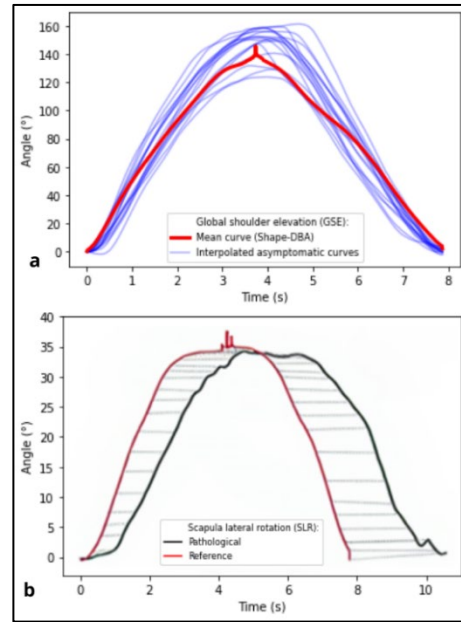 160
140
120
100
80
60
40
20
0
Angle (°)
Global shoulder elevation (GSE):
Mean curve (Shape-DBA)
Interpolated asymptomatic curves
a
0 1 2 3 4 5 6 7 8
Time (s)
40
35
30
25
20
15
10
5
0
Angle (°)
Scapula lateral rotation (SLR):
Pathological
Reference
b
0 2 4 6 8 10
Time (s)